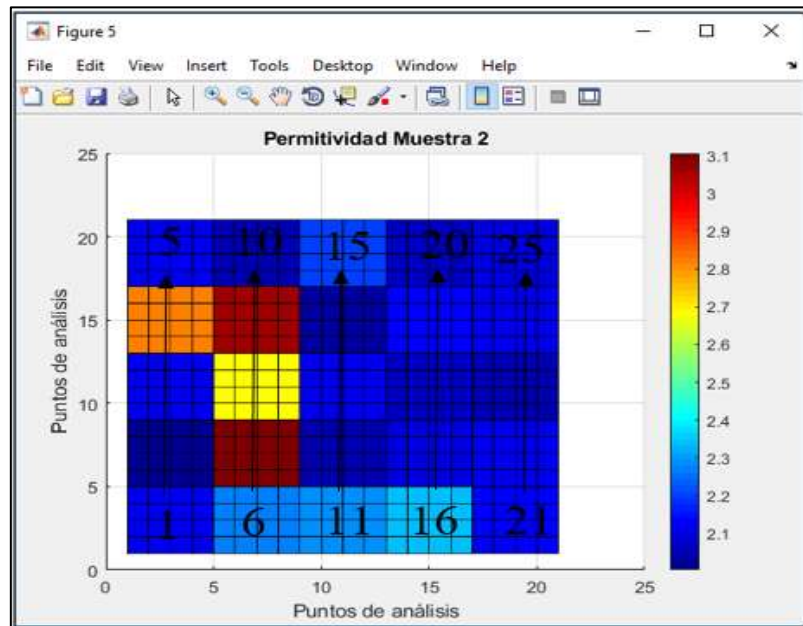 Figure 5
File Edit View Insert Tools Desktop Window Help
Permitividad Muestra 2
25
20
15
10
5
0
Puntos de análisis
5 10 15 20 25
1 6 11 16 21
0 5 10 15 20 25
Puntos de análisis
3.1
3
2.9
2.8
2.7
2.6
2.5
2.4
2.3
2.2
2.1